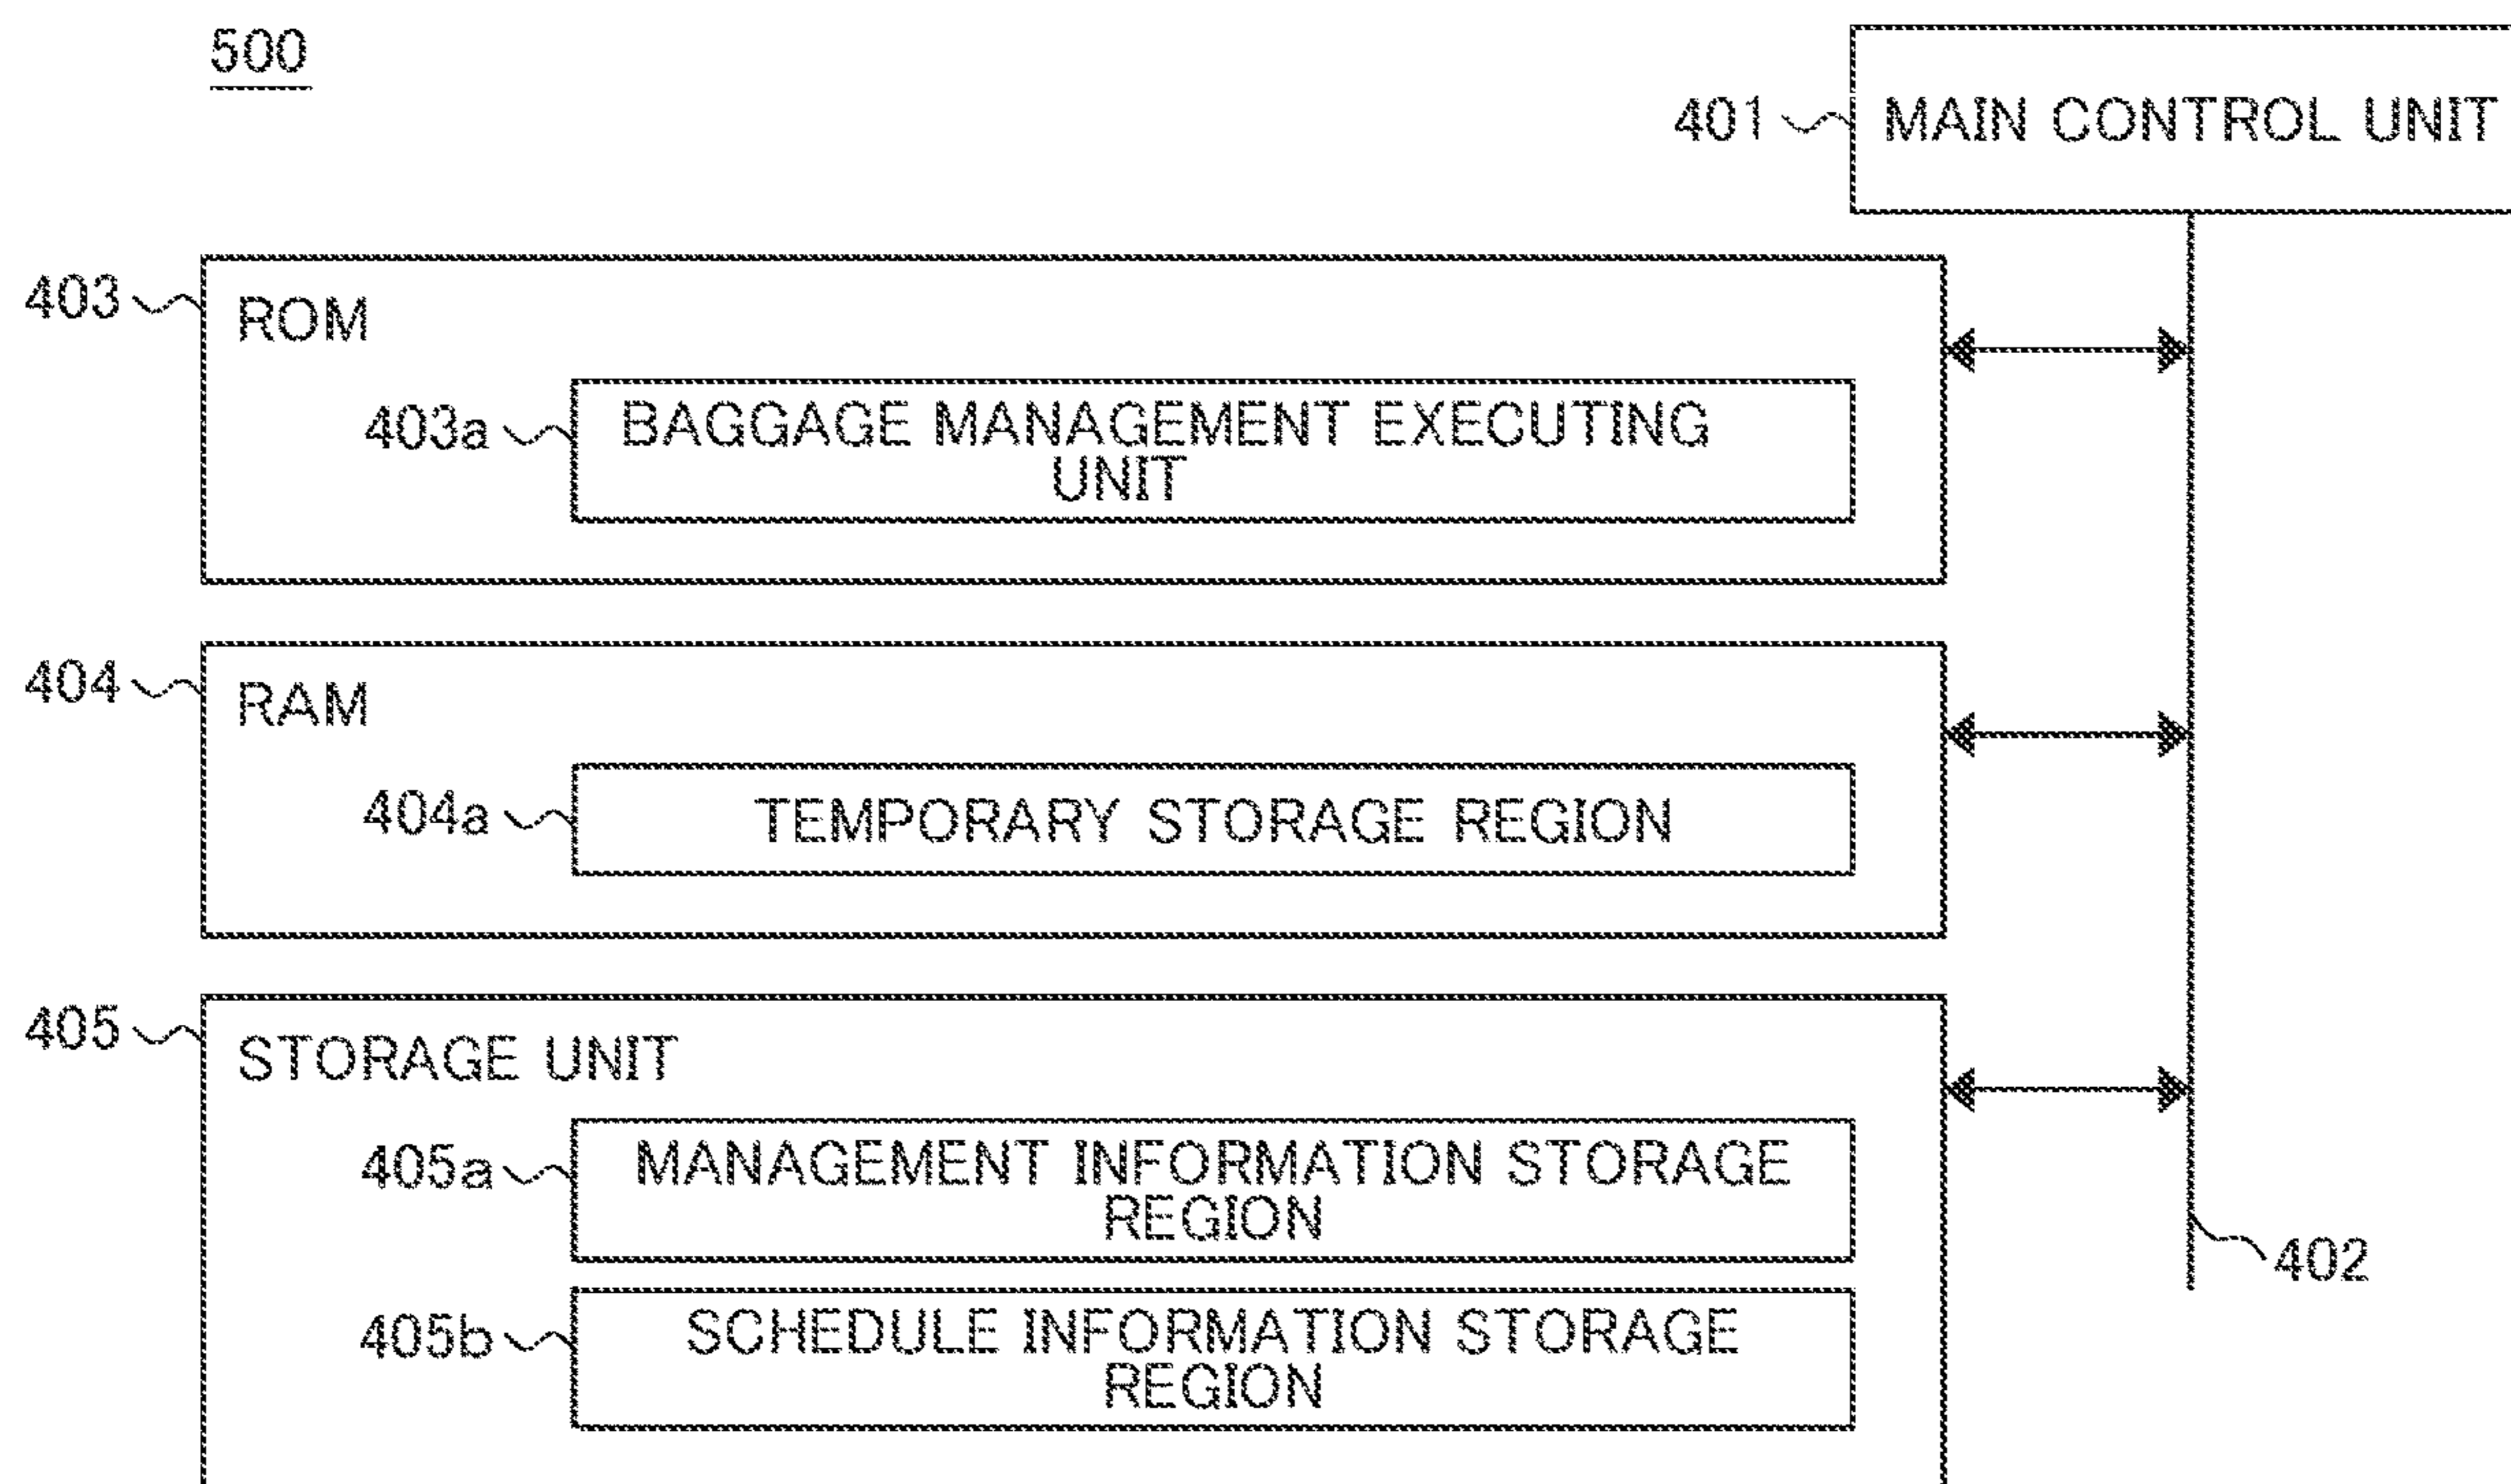 500
401 MAIN CONTROL UNIT
403 ROM
403a BAGGAGE MANAGEMENT EXECUTING
UNIT
404 RAM
404a TEMPORARY STORAGE REGION
405 STORAGE UNIT
405a MANAGEMENT INFORMATION STORAGE
REGION
402
405b SCHEDULE INFORMATION STORAGE
REGION